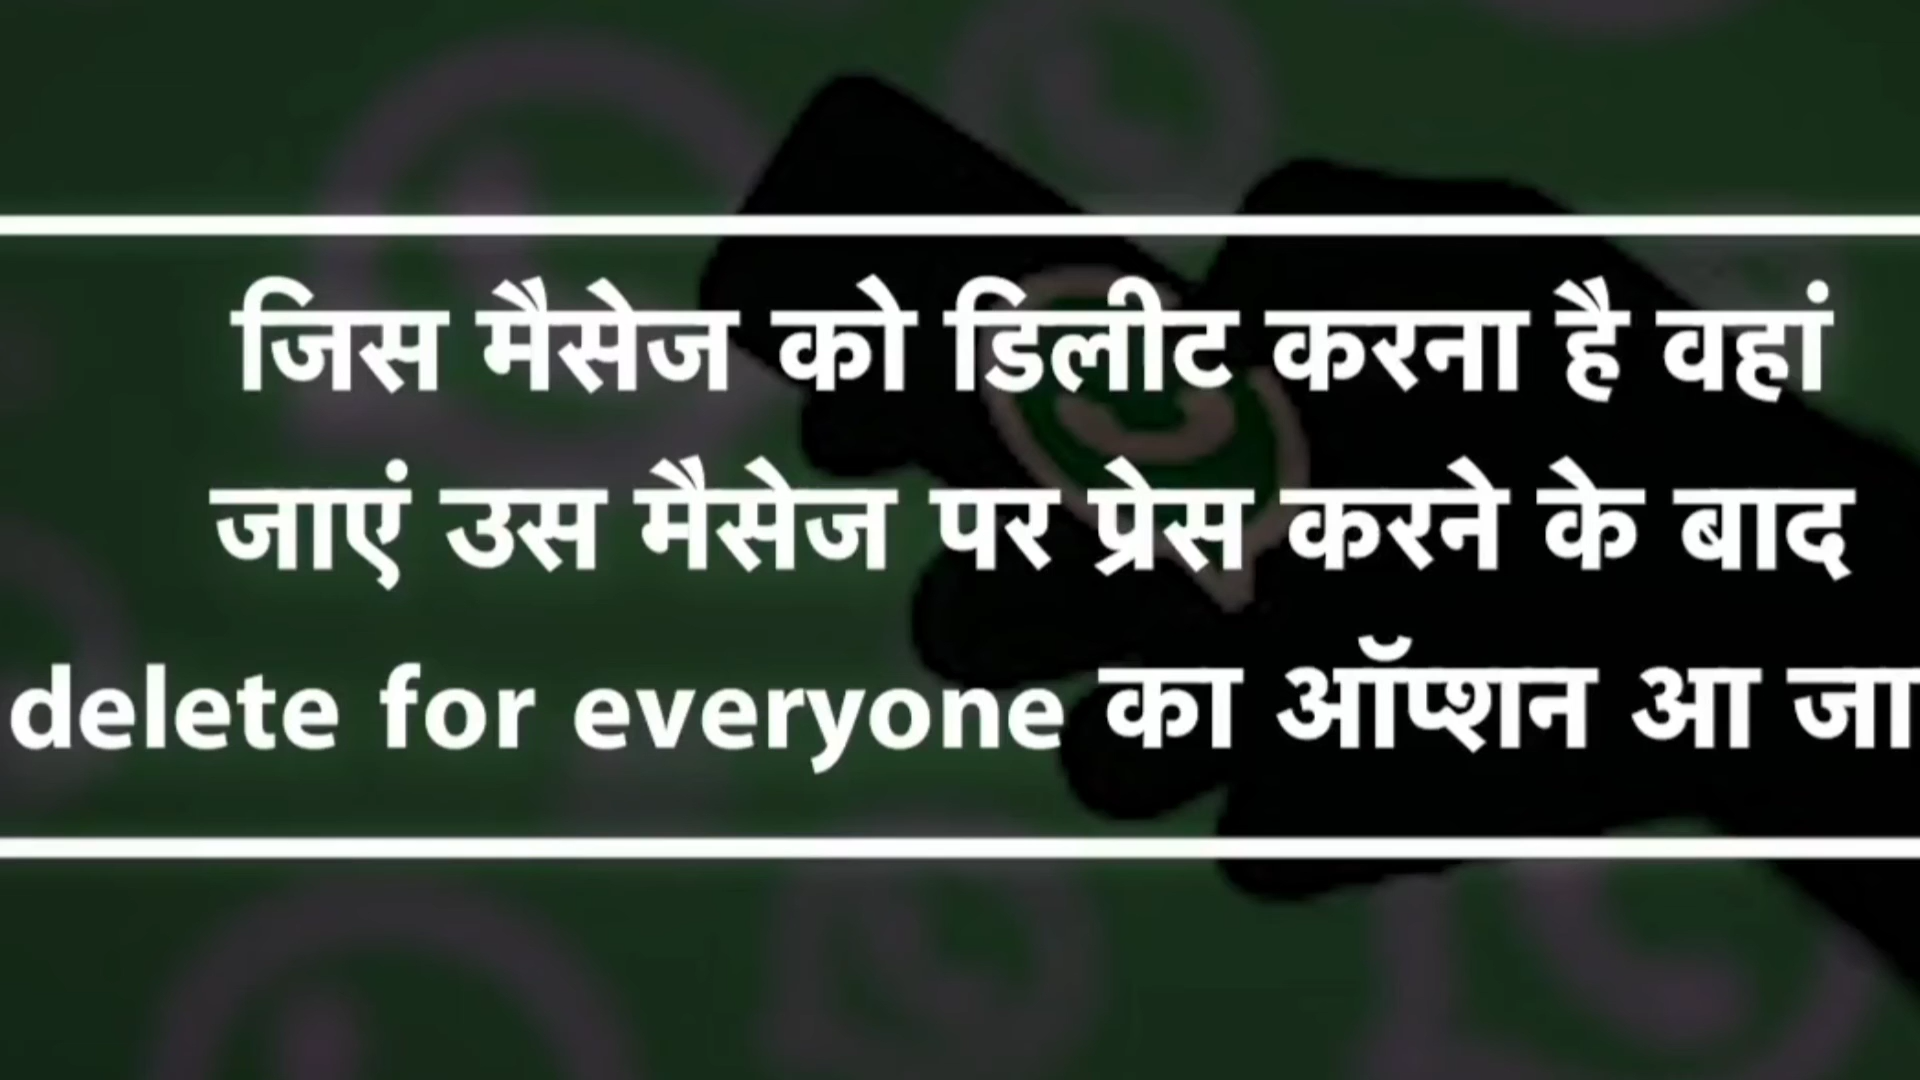 जिस मैसेज को डिलीट करना है वहां
जाएं उस मैसेज पर प्रेस करने के बाद
delete for everyone का ऑप्शन आ जा